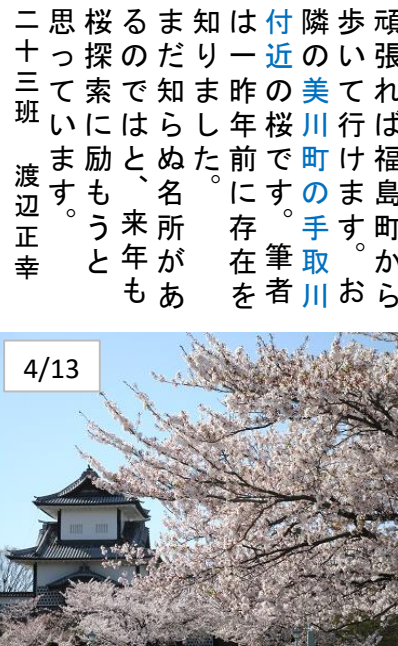 頑張れば福島町から
歩いて行けます。お
隣の美川町の手取川
付近の桜です。筆者
は一昨年前に存在を
知りました。
まだ知らぬ名所があ
るのではと、来年も
桜探索に励もうと
思っています。
二十三班　渡辺正幸
4/13